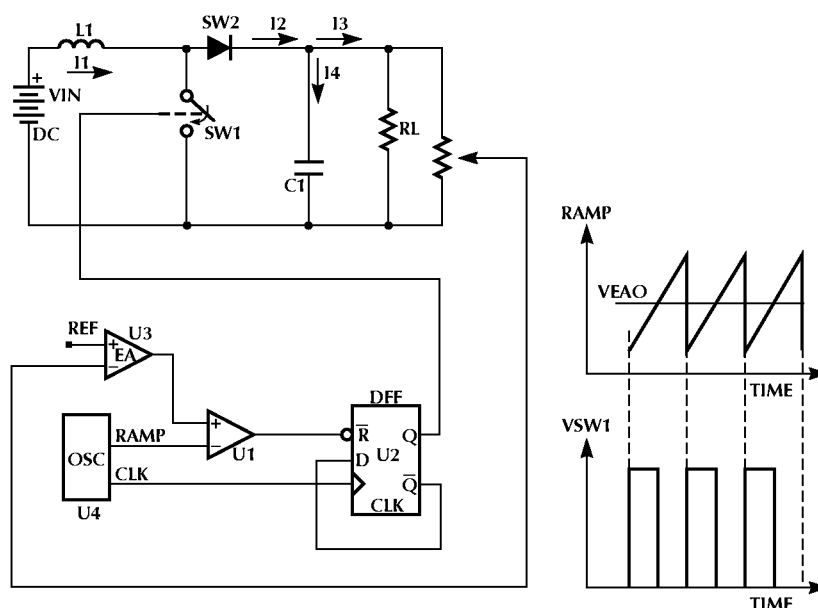 L1
SW2
I2
I3
I1
I4
+
VIN
DC
SW1
RL
C1
RAMP
VEAO
TIME
REF
U3
+
EA
−
DFF
+
R̅
Q
OSC
RAMP
−
U1
D
U2
CLK
Q̅
U4
CLK
VSW1
TIME